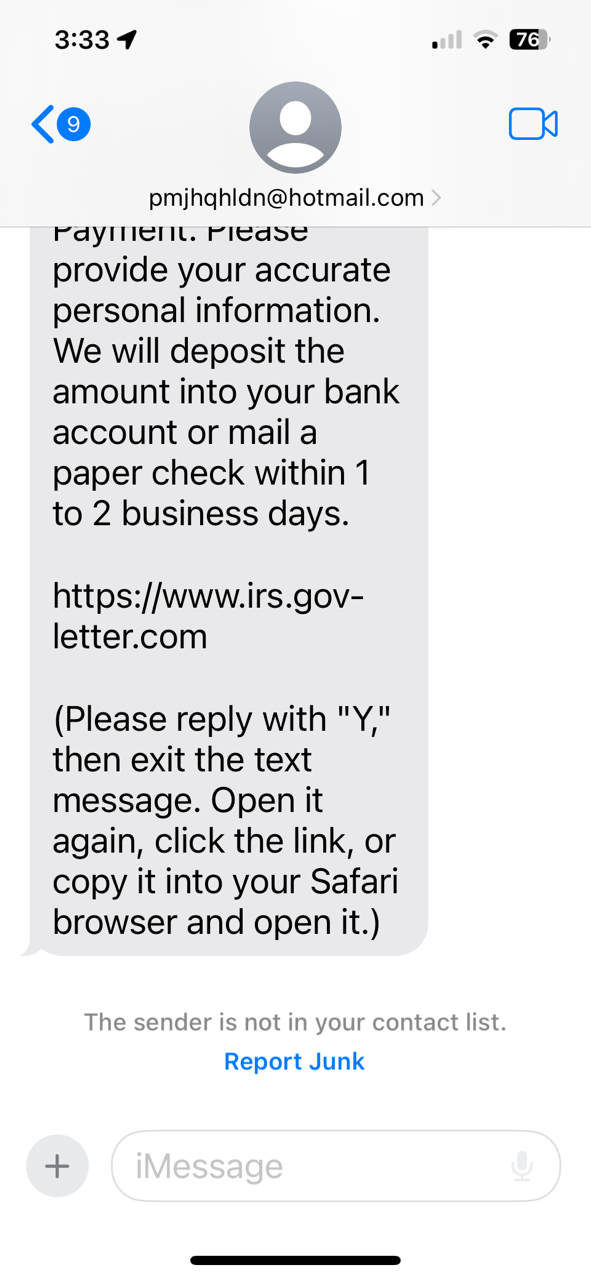 3:33
76
9
pmjhqhldn@hotmail.com
Payment. Please
provide your accurate
personal information.
We will deposit the
amount into your bank
account or mail a
paper check within 1
to 2 business days.
https://www.irs.gov-
letter.com
(Please reply with "Y,"
then exit the text
message. Open it
again, click the link, or
copy it into your Safari
browser and open it.)
The sender is not in your contact list.
Report Junk
iMessage